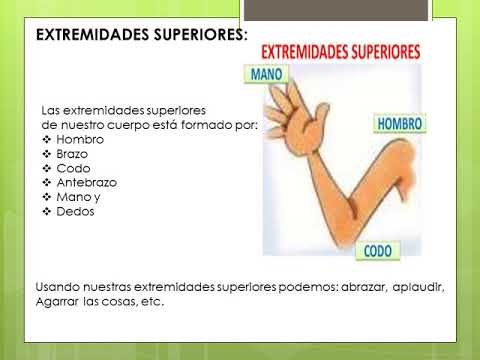 EXTREMIDADES SUPERIORES:
EXTREMIDADES SUPERIORES
MANO
HOMBRO
CODO
Las extremidades superiores
de nuestro cuerpo está formado por:
❖ Hombro
❖ Brazo
❖ Codo
❖ Antebrazo
❖ Mano y
❖ Dedos
Usando nuestras extremidades superiores podemos: abrazar, aplaudir,
Agarrar las cosas, etc.